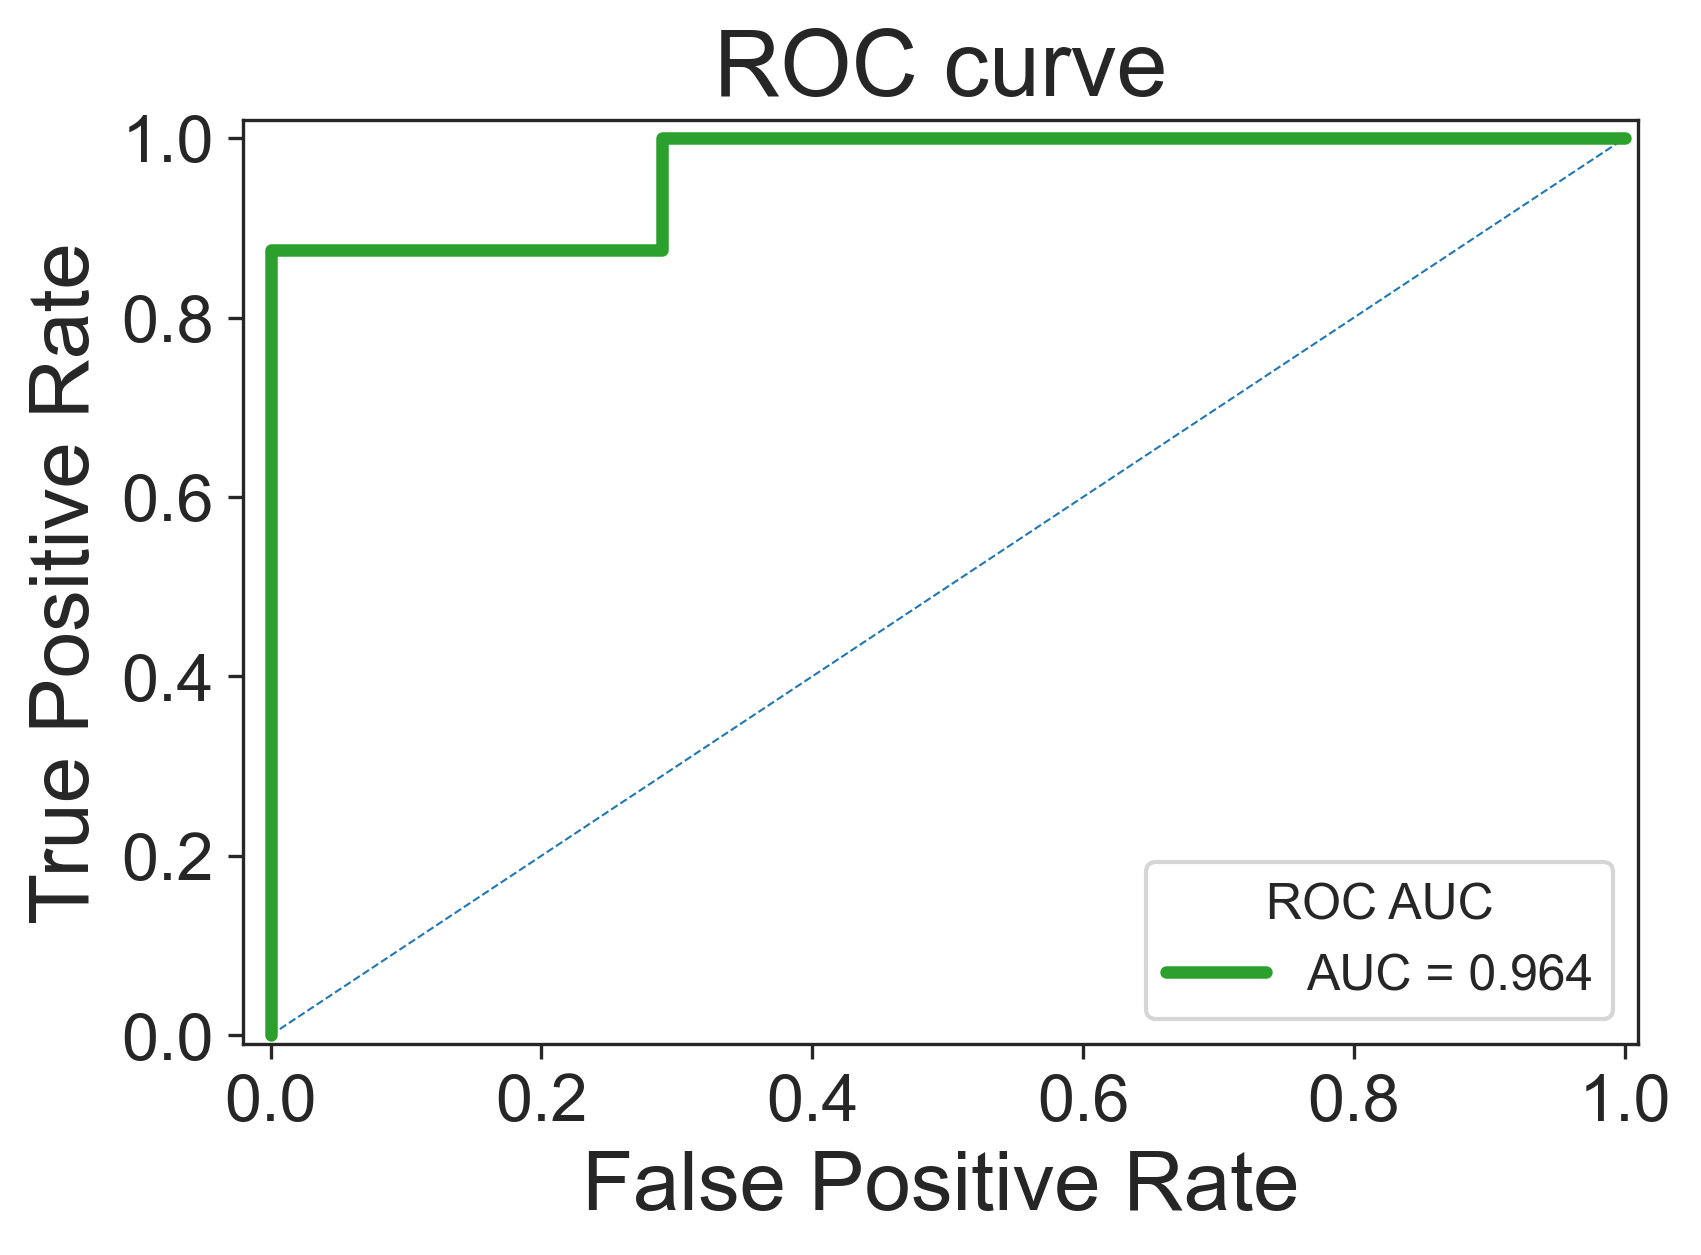 ROC curve
True Positive Rate
1.0
0.8
0.6
0.4
0.2
0.0
ROC AUC
AUC = 0.964
0.0 0.2 0.4 0.6 0.8 1.0
False Positive Rate